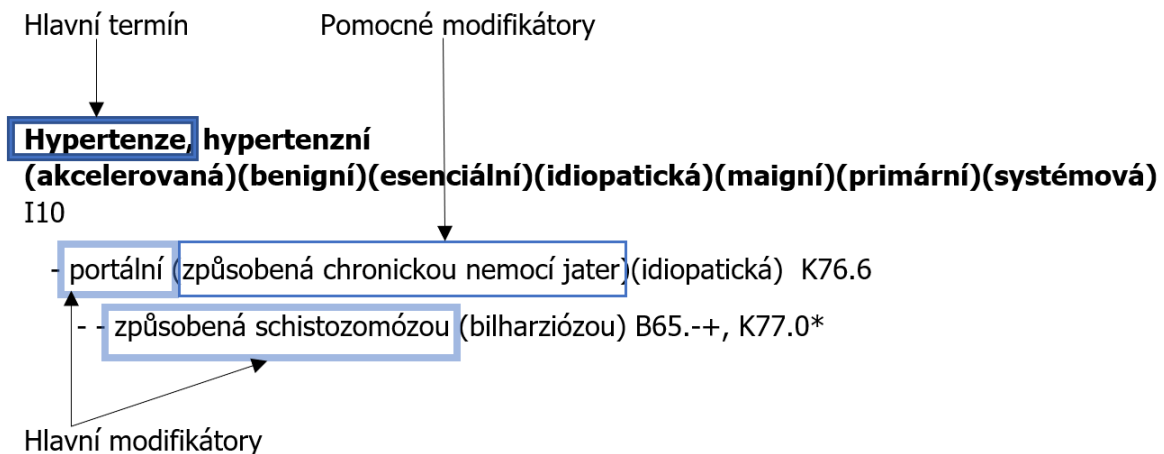 Hlavní termín Pomocné modifikátory
Hypertenze, hypertenzní
(akcelerovaná)(benigní)(esenciální)(idiopatická)(maigní)(primární)(systémová)
I10
- portální (způsobená chronickou nemocí jater)(idiopatická) K76.6
- - způsobená schistozomózou (bilharziózou) B65.-+, K77.0*
Hlavní modifikátory